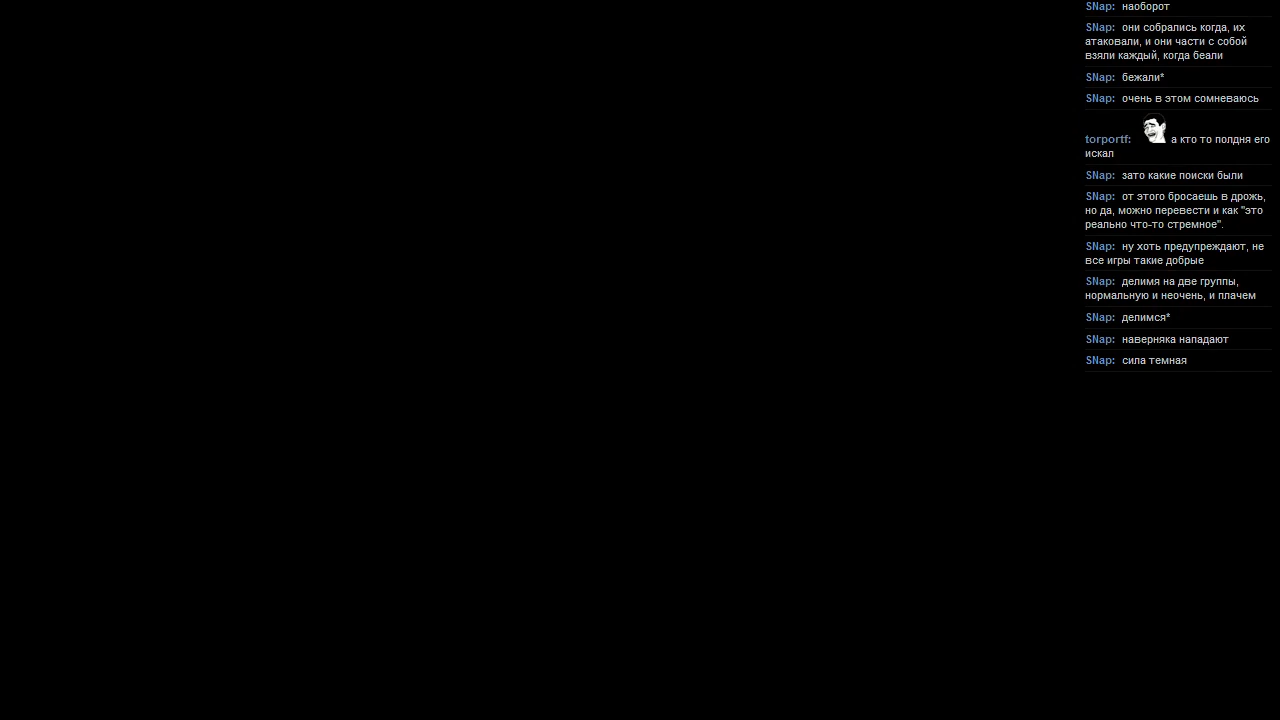 SNap: наоборот
SNap: они собрались когда, их
атаковали, и они части с собой
взяли каждый, когда беали
SNap: бежали*
SNap: очень в этом сомневаюсь
torportf: а кто то полдня его
искал
SNap: зато какие поиски были
SNap: от этого бросаешь в дрожь,
но да, можно перевести и как "это
реально что-то стремное".
SNap: ну хоть предупреждают, не
все игры такие добрые
SNap: делимя на две группы,
нормальную и неочень, и плачем
SNap: делимся*
SNap: наверняка нападают
SNap: сила темная